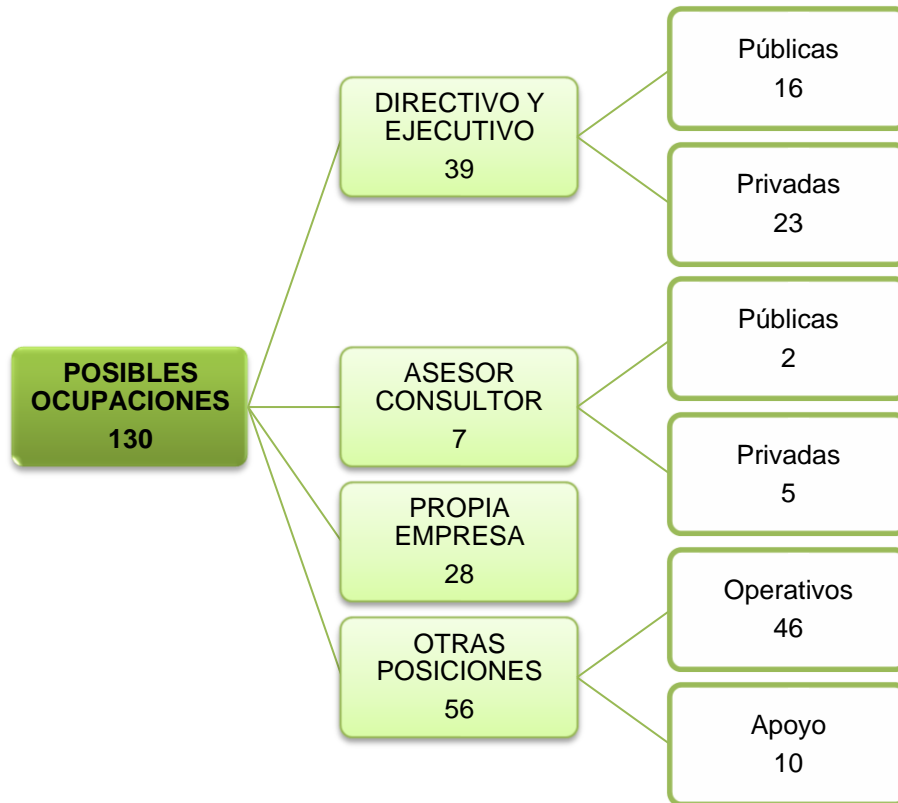 POSIBLES
OCUPACIONES
130
DIRECTIVO Y
EJECUTIVO
39
Públicas
16
Privadas
23
ASESOR
CONSULTOR
7
Públicas
2
Privadas
5
PROPIA
EMPRESA
28
OTRAS
POSICIONES
56
Operativos
46
Apoyo
10